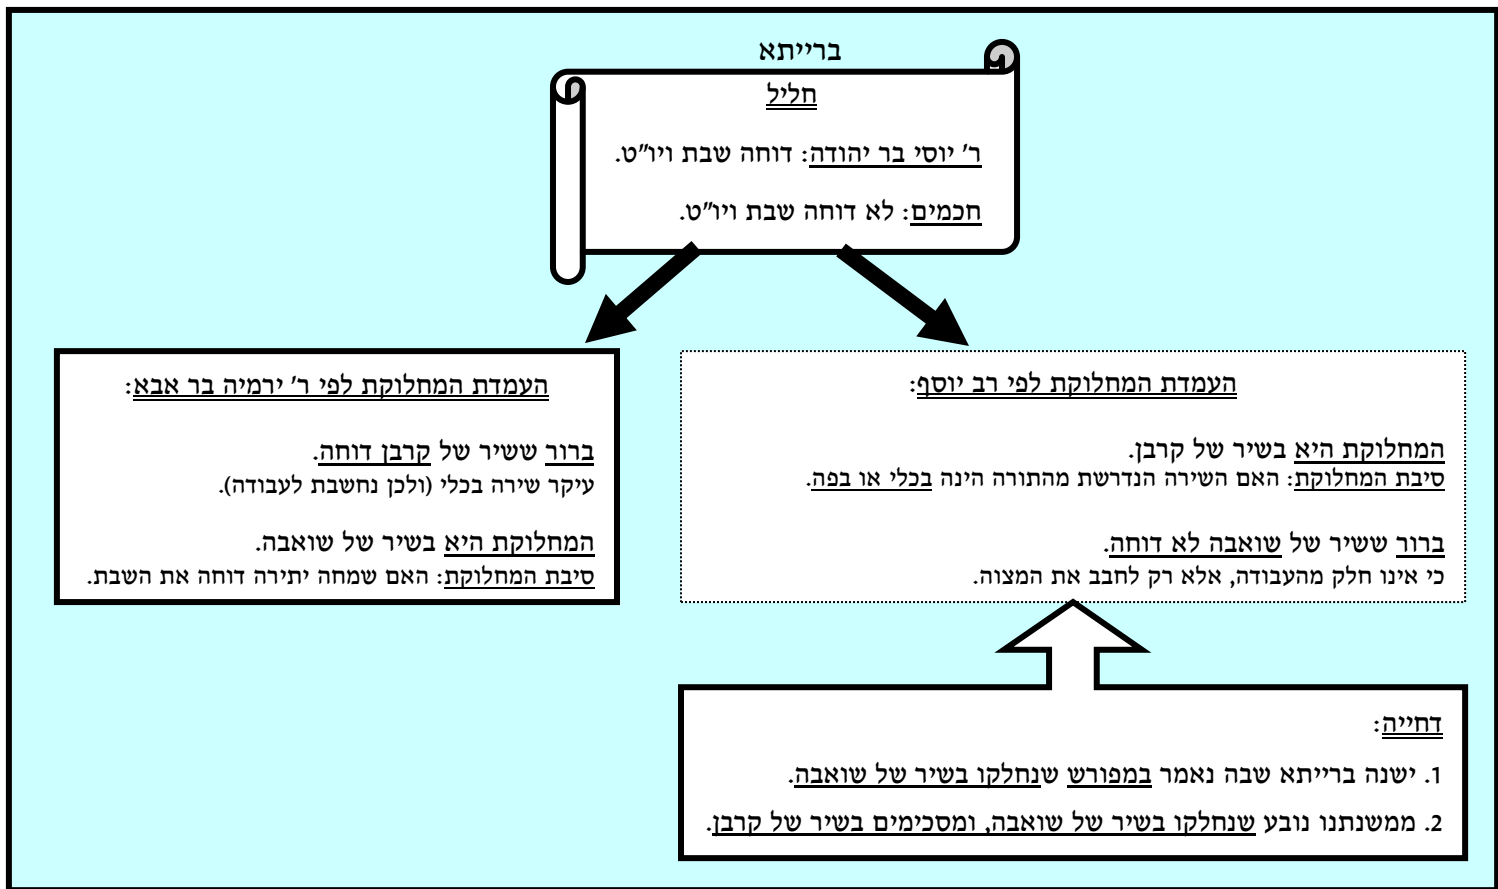 ברייתא
חליל
ר' יוסי בר יהודה: דוחה שבת ויו"ט.
חכמים: לא דוחה שבת ויו"ט.
העמדת המחלוקת לפי רב יוסף:
המחלוקת היא בשיר של קרבן.
סיבת המחלוקת: האם השירה הנדרשת מהתורה הינה בכלי או בפה.
ברור ששיר של שואבה לא דוחה.
כי אינו חלק מהעבודה, אלא רק לחבב את המצוה.
העמדת המחלוקת לפי ר' ירמיה בר אבא:
ברור ששיר של קרבן דוחה.
עיקר שירה בכלי (ולכן נחשבת לעבודה).
המחלוקת היא בשיר של שואבה.
סיבת המחלוקת: האם שמחה יתירה דוחה את השבת.
דחייה:
1. ישנה ברייתא שבה נאמר במפורש שנחלקו בשיר של שואבה.
2. ממשנתנו נובע שנחלקו בשיר של שואבה, ומסכימים בשיר של קרבן.